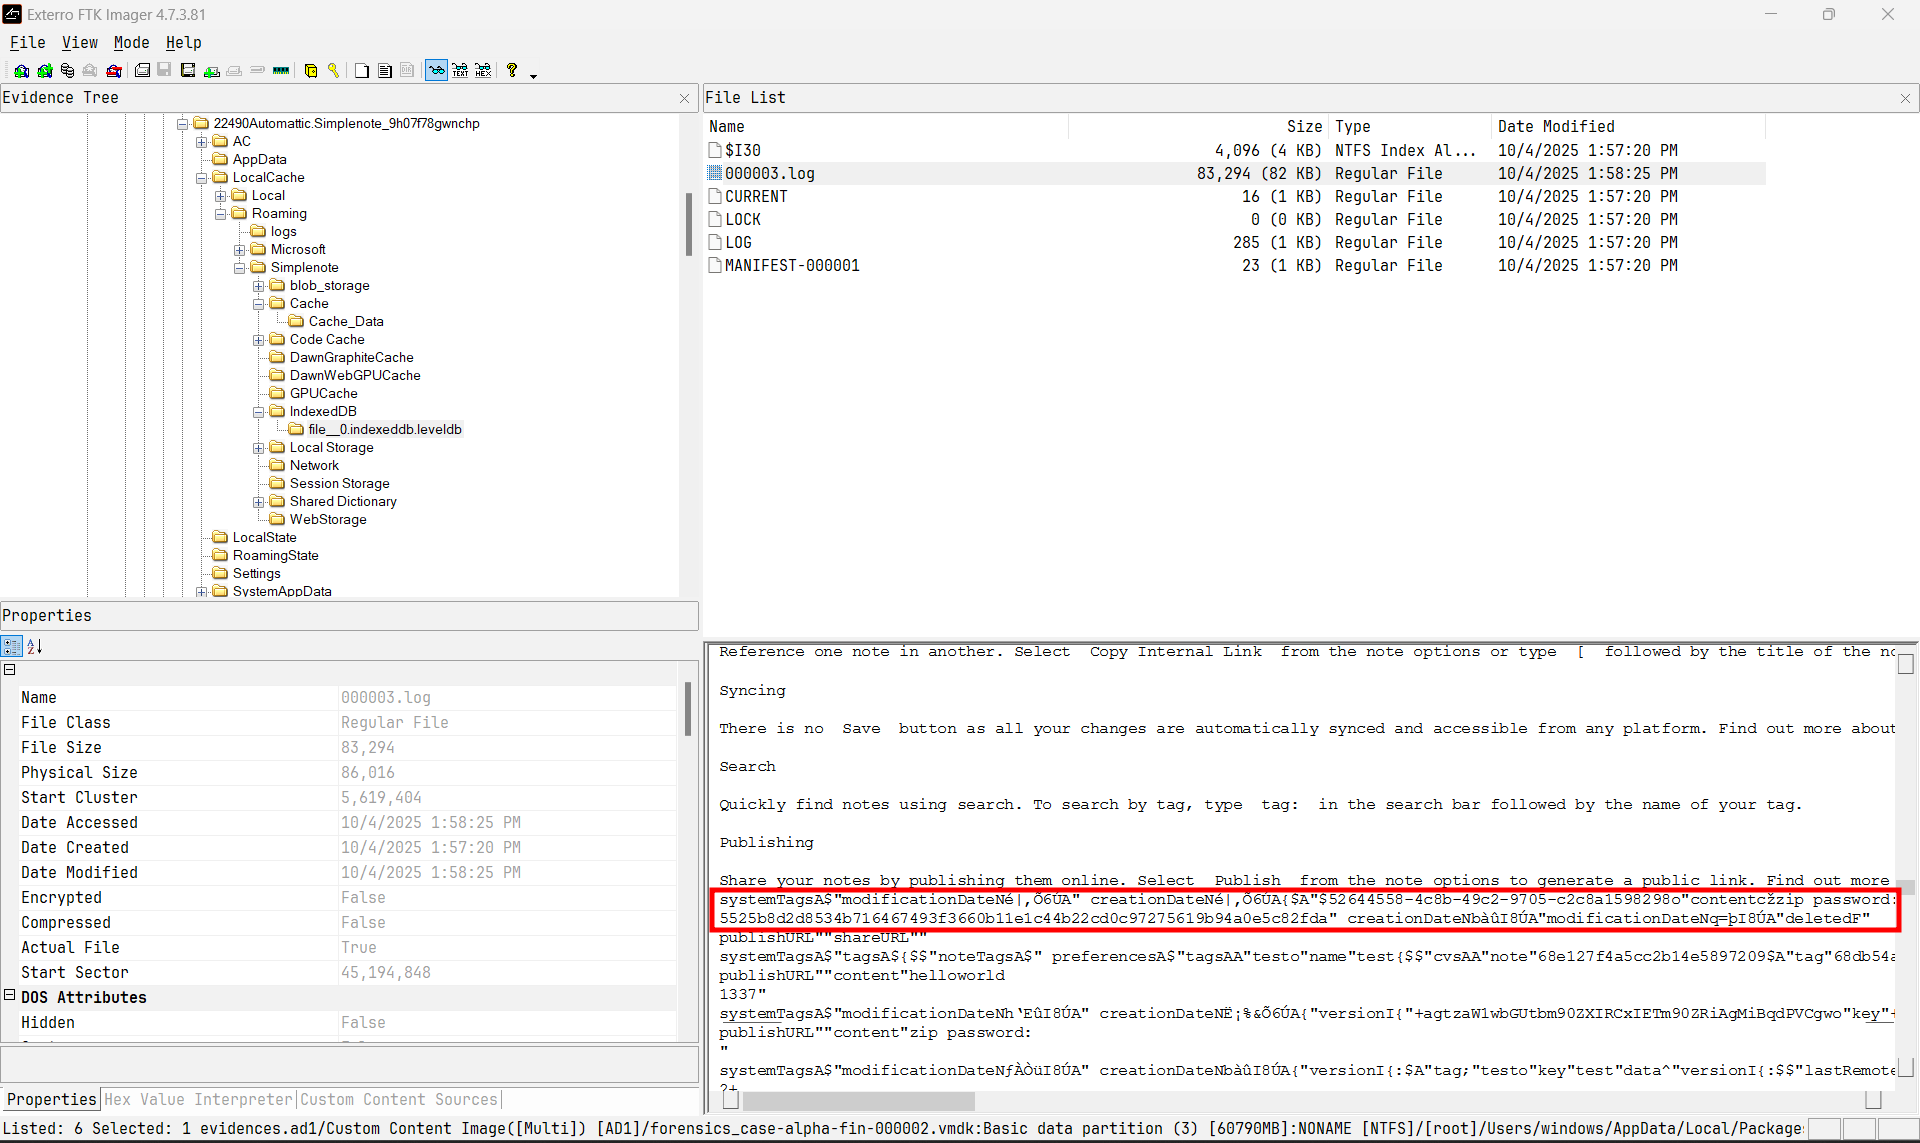 Exterro FTK Imager 4.7.3.81
File View Mode Help
Evidence Tree
22490Automattic.Simplenote_9h07f78gwnchp
AC
AppData
LocalCache
Local
Roaming
logs
Microsoft
Simplenote
blob_storage
Cache
Cache_Data
Code Cache
DawnGraphiteCache
DawnWebGPUCache
GPUCache
IndexedDB
file__0.indexeddb.leveldb
Local Storage
Network
Session Storage
Shared Dictionary
WebStorage
LocalState
RoamingState
Settings
SystemAppData
File List
Name Size Type Date Modified
$I30 4,096 (4 KB) NTFS Index Al... 10/4/2025 1:57:20 PM
000003.log 83,294 (82 KB) Regular File 10/4/2025 1:58:25 PM
CURRENT 16 (1 KB) Regular File 10/4/2025 1:57:20 PM
LOCK 0 (0 KB) Regular File 10/4/2025 1:57:20 PM
LOG 285 (1 KB) Regular File 10/4/2025 1:57:20 PM
MANIFEST-000001 23 (1 KB) Regular File 10/4/2025 1:57:20 PM
Properties
Name 000003.log
File Class Regular File
File Size 83,294
Physical Size 86,016
Start Cluster 5,619,404
Date Accessed 10/4/2025 1:58:25 PM
Date Created 10/4/2025 1:57:20 PM
Date Modified 10/4/2025 1:58:25 PM
Encrypted False
Compressed False
Actual File True
Start Sector 45,194,848
DOS Attributes
Hidden False
Properties Hex Value Interpreter Custom Content Sources
Reference one note in another. Select Copy Internal Link from the note options or type [ followed by the title of the no
Syncing
There is no Save button as all your changes are automatically synced and accessible from any platform. Find out more about
Search
Quickly find notes using search. To search by tag, type tag: in the search bar followed by the name of your tag.
Publishing
Share your notes by publishing them online. Select Publish from the note options to generate a public link. Find out more
systemTagsA$"modificationDateNé|,Õ6ÚA" creationDateNé|,Õ6ÚA{$A"$52644558-4c8b-49c2-9705-c2c8a1598298o"contentcžzip password:
5525b8d2d8534b716467493f3660b11e1c44b22cd0c97275619b94a0e5c82fda" creationDateNbàûI8ÚA"modificationDateNq=þI8ÚA"deletedF"
publishURL""shareURL""
systemTagsA$"tagsA${$$"noteTagsA$" preferencesA$"tagsAA"testo"name"test{$$"cvsAA"note"68e127f4a5cc2b14e5897209$A"tag"68db54a
publishURL""content"helloworld
1337"
systemTagsA$"modificationDateNh‘EûI8ÚA" creationDateNË¡%&Õ6ÚA{"versionI{"+agtzaW1wbGUtbm90ZXIRCxIETm90ZRiAgMiBqdPVCgwo"key"+
publishURL""content"zip password:
"
systemTagsA$"modificationDateNƒÀÒüI8ÚA" creationDateNbàûI8ÚA{"versionI{:$A"tag;"testo"key"test"data^"versionI{:$$"lastRemote
?+
Listed: 6 Selected: 1 evidences.ad1/Custom Content Image([Multi]) [AD1]/forensics_case-alpha-fin-000002.vmdk:Basic data partition (3) [60790MB]:NONAME [NTFS]/[root]/Users/windows/AppData/Local/Package